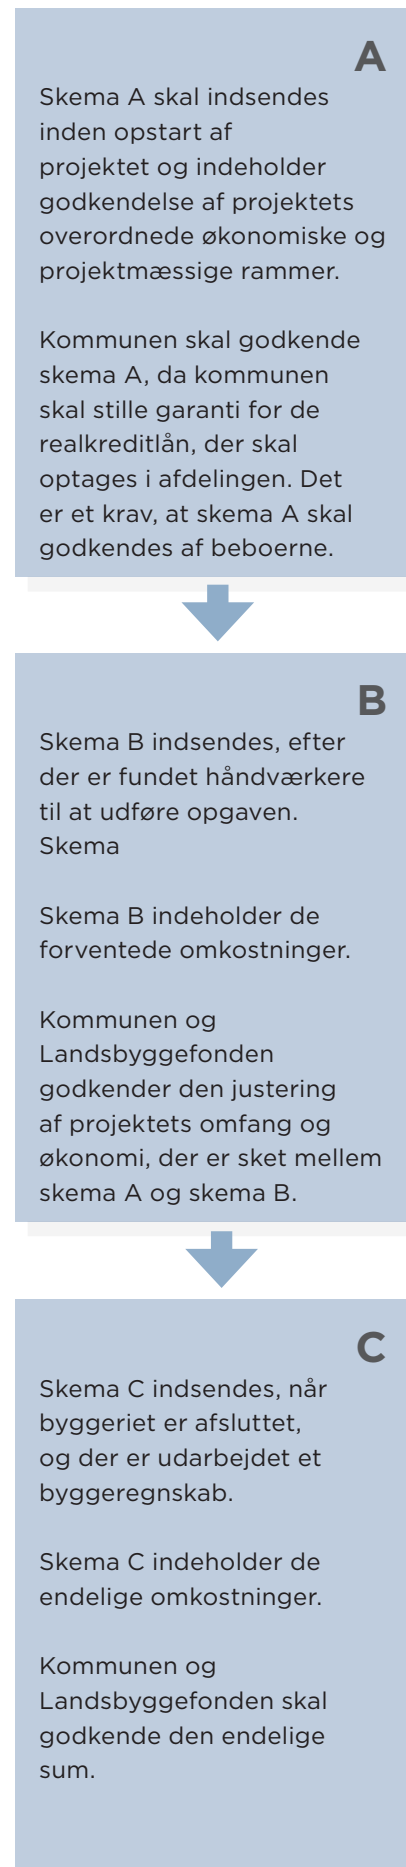 A
Skema A skal indsendes
inden opstart af
projektet og indeholder
godkendelse af projektets
overordnede økonomiske og
projektmæssige rammer.
Kommunen skal godkende
skema A, da kommunen
skal stille garanti for de
realkreditlån, der skal
optages i afdelingen. Det
er et krav, at skema A skal
godkendes af beboerne.
B
Skema B indsendes, efter
der er fundet håndværkere
til at udføre opgaven.
Skema
Skema B indeholder de
forventede omkostninger.
Kommunen og
Landsbyggefonden
godkender den justering
af projektets omfang og
økonomi, der er sket mellem
skema A og skema B.
C
Skema C indsendes, når
byggeriet er afsluttet,
og der er udarbejdet et
byggeregnskab.
Skema C indeholder de
endelige omkostninger.
Kommunen og
Landsbyggefonden skal
godkende den endelige
sum.